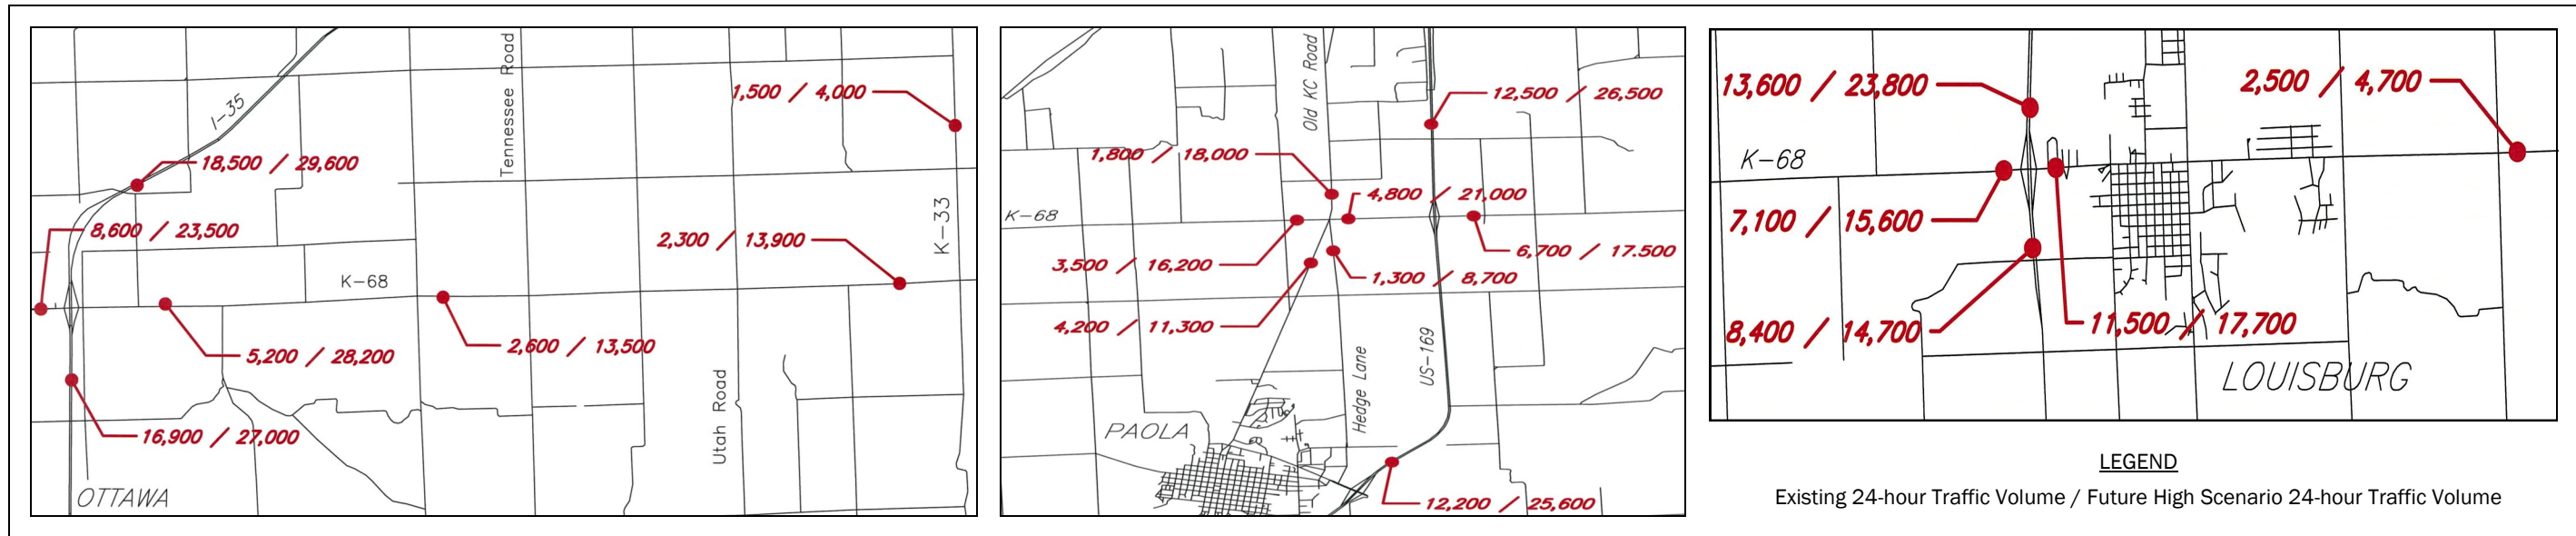 I-35
Tennessee Road
1,500 / 4,000
18,500 / 29,600
8,600 / 23,500
2,300 / 13,900
K-33
K-68
5,200 / 28,200
2,600 / 13,500
Utah Road
16,900 / 27,000
OTTAWA
Old KC Road
12,500 / 26,500
1,800 / 18,000
4,800 / 21,000
K-68
6,700 / 17.500
3,500 / 16,200
1,300 / 8,700
4,200 / 11,300
US-169
Hedge Lane
PAOLA
12,200 / 25,600
13,600 / 23,800
2,500 / 4,700
K-68
7,100 / 15,600
8,400 / 14,700
11,500 / 17,700
LOUISBURG
LEGEND
Existing 24-hour Traffic Volume / Future High Scenario 24-hour Traffic Volume